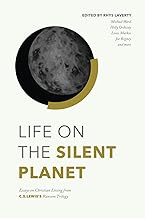 EDITED BY RHYS LAVERTY
Michael Ward
Holly Ordway
Louis Markos
Joe Rigney
and more
LIFE ON
THE SILENT
PLANET
Essays on Christian Living from
C.S. LEWIS'S Ransom Trilogy